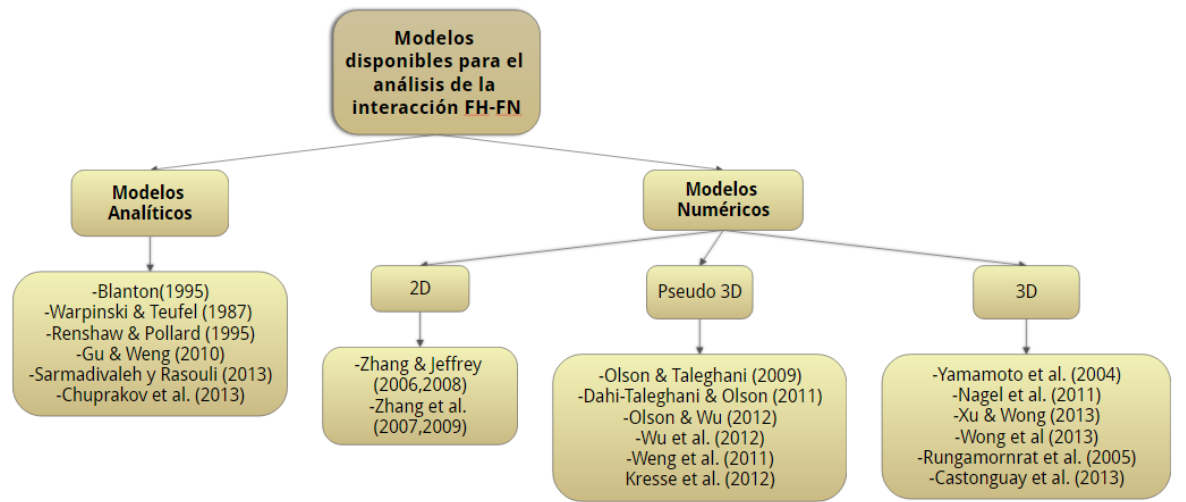 Modelos
disponibles para el
análisis de la
interacción FH-FN
Modelos
Analíticos
-Blanton(1995)
-Warpinski & Teufel (1987)
-Renshaw & Pollard (1995)
-Gu & Weng (2010)
-Sarmadivaleh y Rasouli (2013)
-Chuprakov et al. (2013)
Modelos
Numéricos
2D
-Zhang & Jeffrey
(2006,2008)
-Zhang et al.
(2007,2009)
Pseudo 3D
-Olson & Taleghani (2009)
-Dahi-Taleghani & Olson (2011)
-Olson & Wu (2012)
-Wu et al. (2012)
-Weng et al. (2011)
Kresse et al. (2012)
3D
-Yamamoto et al. (2004)
-Nagel et al. (2011)
-Xu & Wong (2013)
-Wong et al (2013)
-Rungamornrat et al. (2005)
-Castonguay et al. (2013)